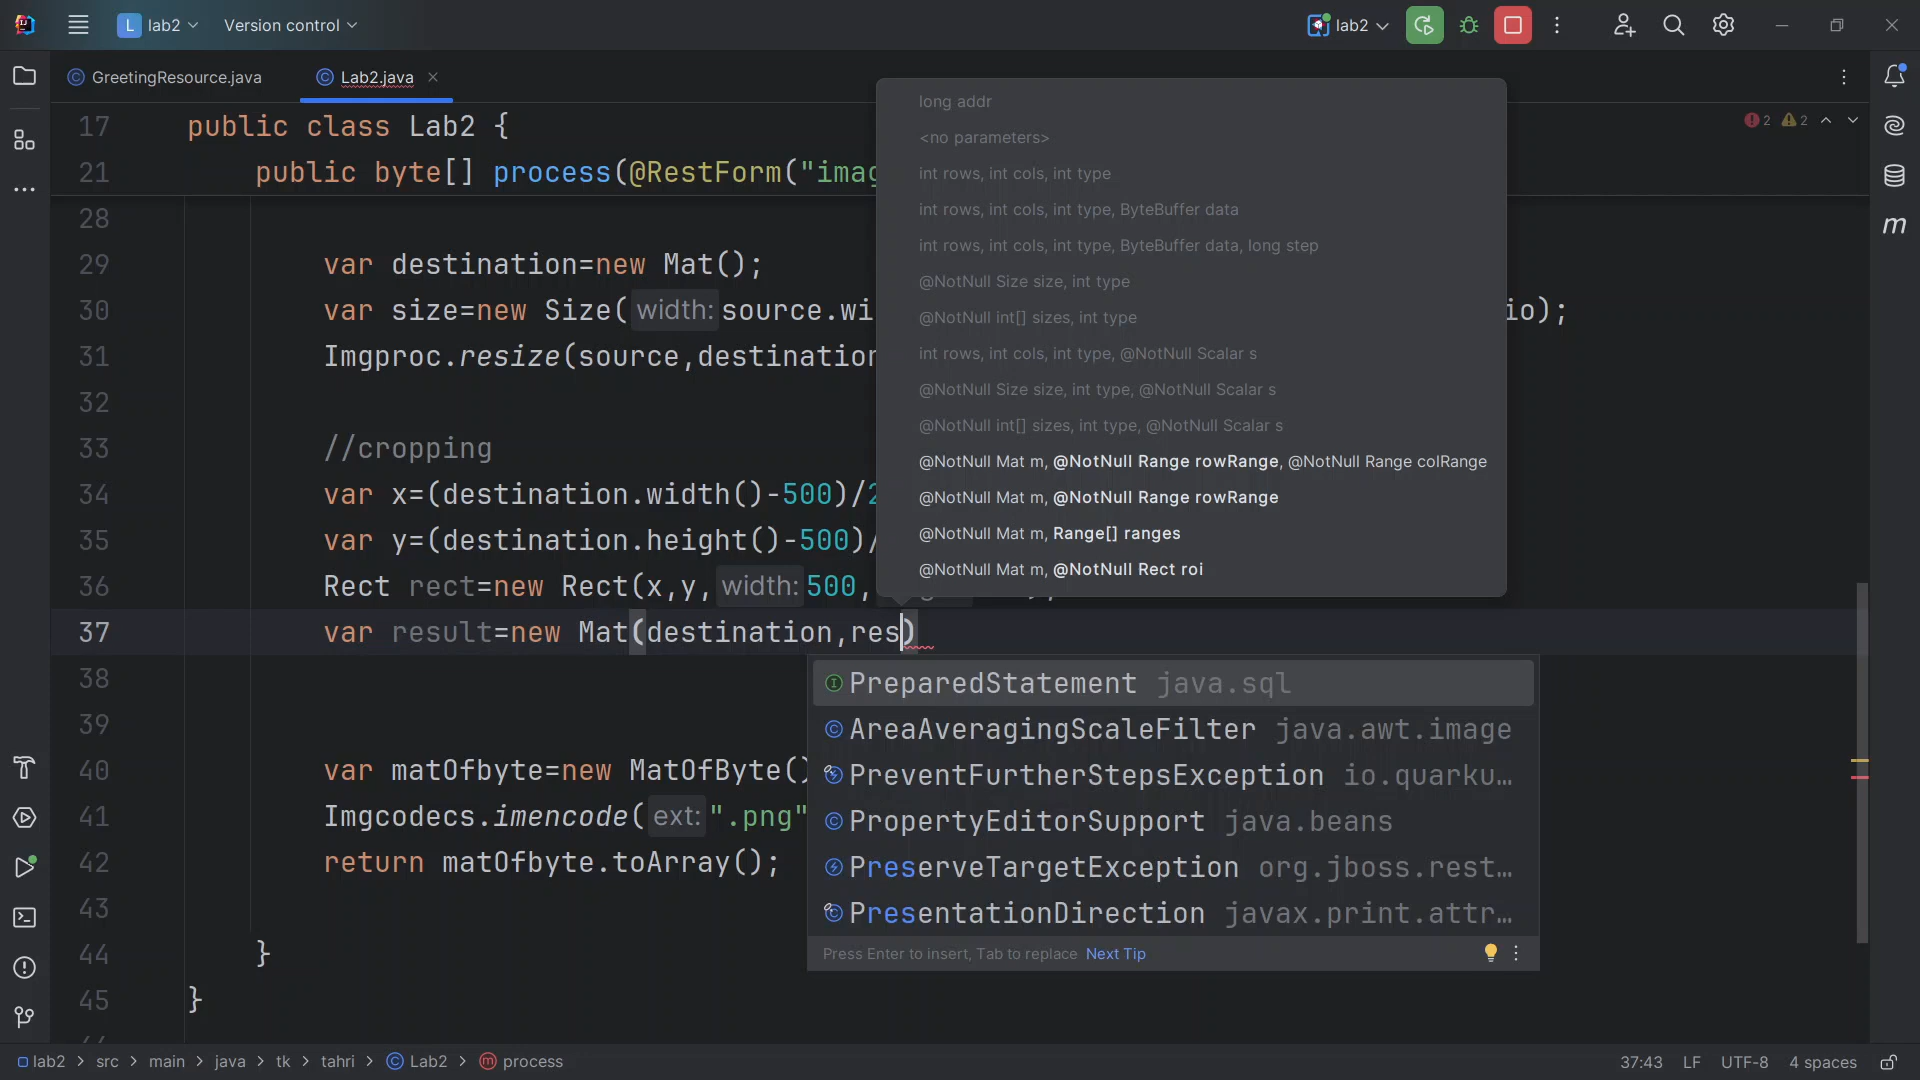 L lab2 Version control lab2
GreetingResource.java Lab2.java
17 public class Lab2 {
21 public byte[] process(@RestForm("imag
2 2
28
29 var destination=new Mat();
30 var size=new Size( width: source.wi io);
31 Imgproc.resize(source,destination
32
33 //cropping
34 var x=(destination.width()-500)/2
35 var y=(destination.height()-500)/
36 Rect rect=new Rect(x,y, width: 500,
37 var result=new Mat(destination,res)
38
39
40 var matOfbyte=new MatOfByte()
41 Imgcodecs.imencode( ext: ".png"
42 return matOfbyte.toArray();
43
44 }
45 }
long addr
<no parameters>
int rows, int cols, int type
int rows, int cols, int type, ByteBuffer data
int rows, int cols, int type, ByteBuffer data, long step
@NotNull Size size, int type
@NotNull int[] sizes, int type
int rows, int cols, int type, @NotNull Scalar s
@NotNull Size size, int type, @NotNull Scalar s
@NotNull int[] sizes, int type, @NotNull Scalar s
@NotNull Mat m, @NotNull Range rowRange, @NotNull Range colRange
@NotNull Mat m, @NotNull Range rowRange
@NotNull Mat m, Range[] ranges
@NotNull Mat m, @NotNull Rect roi
PreparedStatement java.sql
AreaAveragingScaleFilter java.awt.image
PreventFurtherStepsException io.quarku…
PropertyEditorSupport java.beans
PreserveTargetException org.jboss.rest…
PresentationDirection javax.print.attr…
Press Enter to insert, Tab to replace Next Tip
m
lab2 > src > main > java > tk > tahri > Lab2 > process
37:43 LF UTF-8 4 spaces